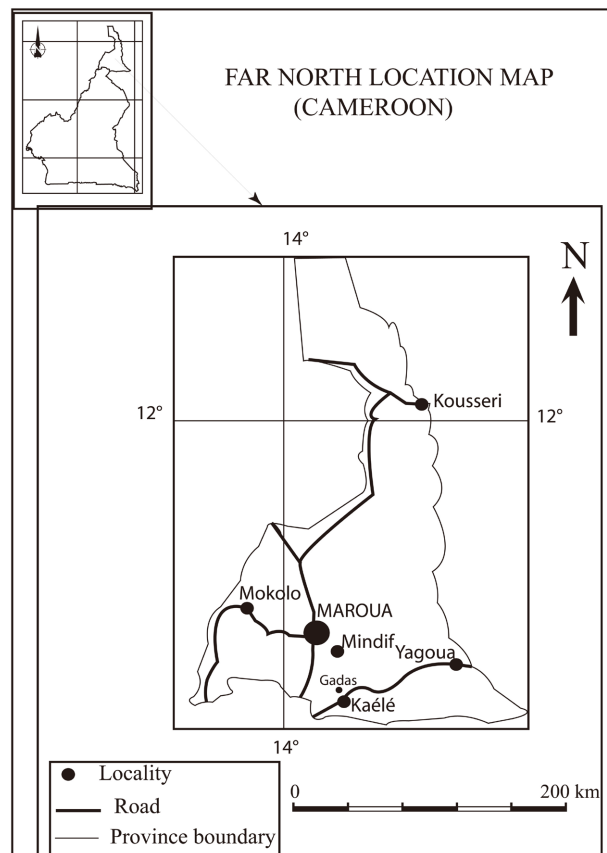 FAR NORTH LOCATION MAP
(CAMEROON)
14°
N
Kousseri
12°
12°
Mokolo
MAROUA
Mindif
Yagoua
Gadas
Kaélé
14°
Locality
Road
Province boundary
0
200 km